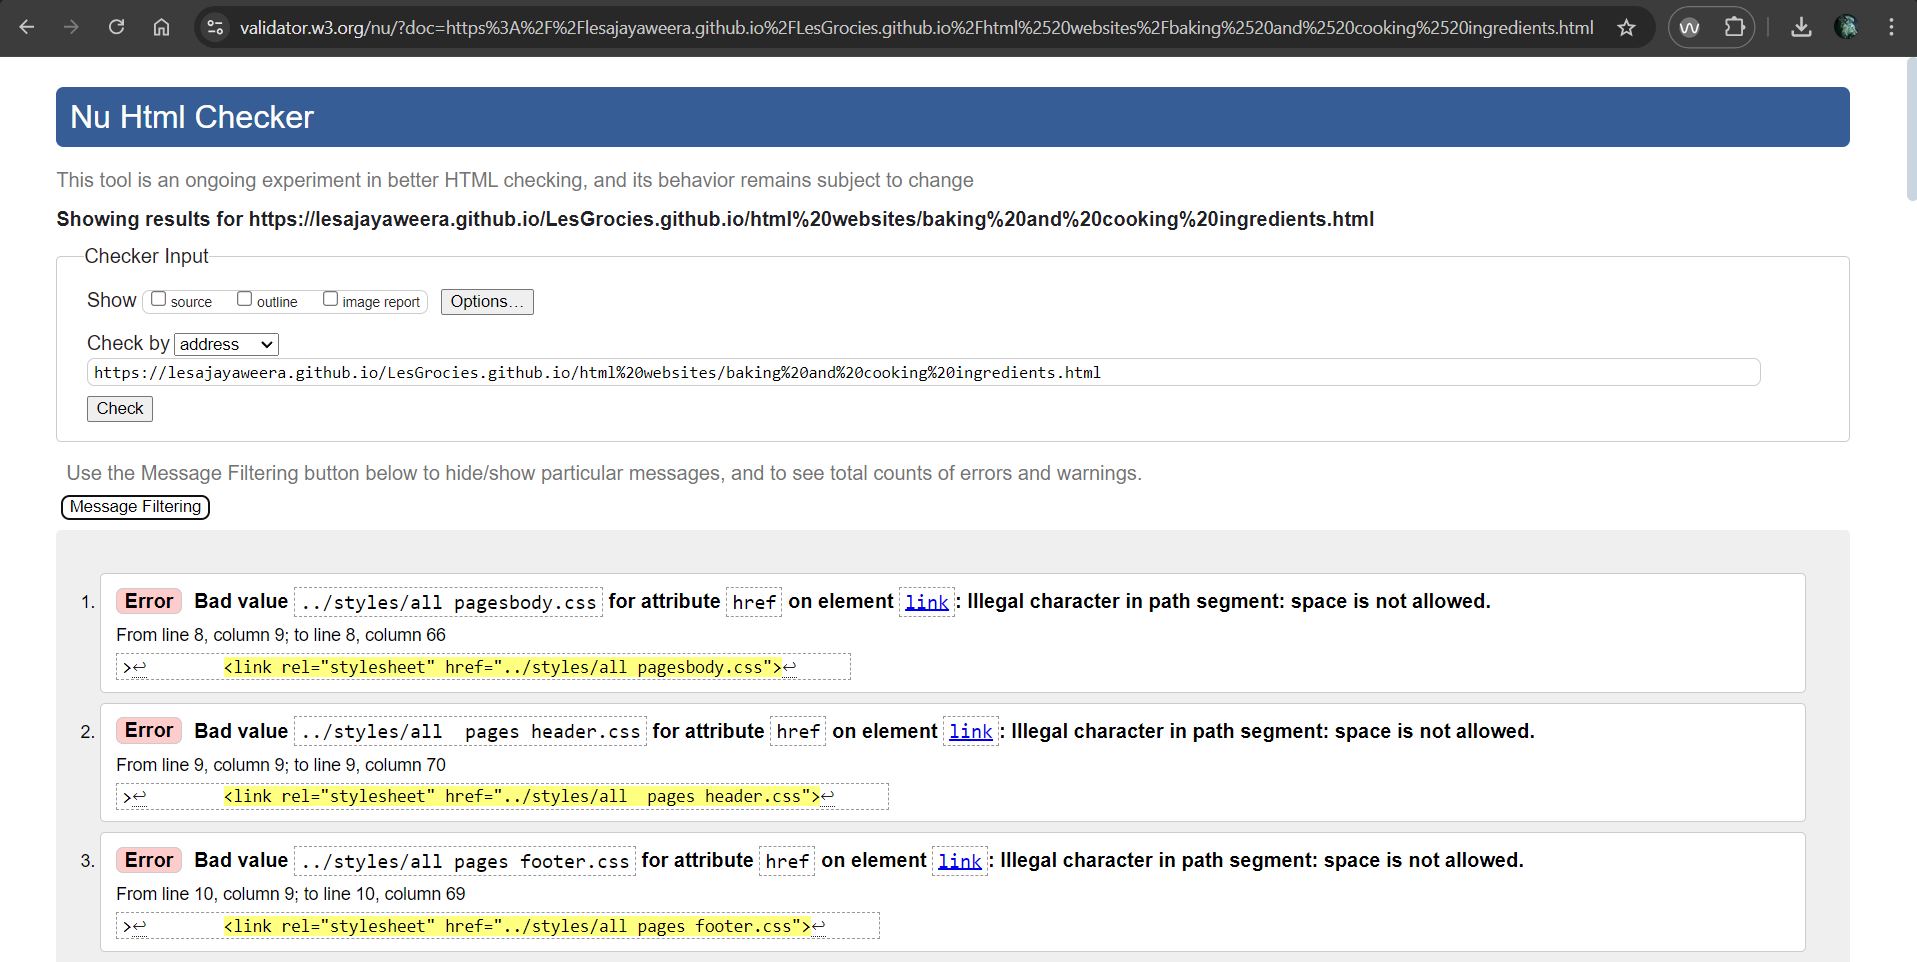 validator.w3.org/nu/?doc=https%3A%2F%2Flesajayaweera.github.io%2FLesGrocies.github.io%2Fhtml%2520websites%2Fbaking%2520and%2520cooking%2520ingredients.html
Nu Html Checker
This tool is an ongoing experiment in better HTML checking, and its behavior remains subject to change
Showing results for https://lesajayaweera.github.io/LesGrocies.github.io/html%20websites/baking%20and%20cooking%20ingredients.html
Checker Input
Show source outline image report Options...
Check by address
https://lesajayaweera.github.io/LesGrocies.github.io/html%20websites/baking%20and%20cooking%20ingredients.html
Check
Use the Message Filtering button below to hide/show particular messages, and to see total counts of errors and warnings.
Message Filtering
1. Error Bad value ../styles/all pagesbody.css for attribute href on element link: Illegal character in path segment: space is not allowed.
From line 8, column 9; to line 8, column 66
>↩        <link rel="stylesheet" href="../styles/all pagesbody.css">↩
2. Error Bad value ../styles/all  pages header.css for attribute href on element link: Illegal character in path segment: space is not allowed.
From line 9, column 9; to line 9, column 70
>↩        <link rel="stylesheet" href="../styles/all  pages header.css">↩
3. Error Bad value ../styles/all pages footer.css for attribute href on element link: Illegal character in path segment: space is not allowed.
From line 10, column 9; to line 10, column 69
>↩        <link rel="stylesheet" href="../styles/all pages footer.css">↩